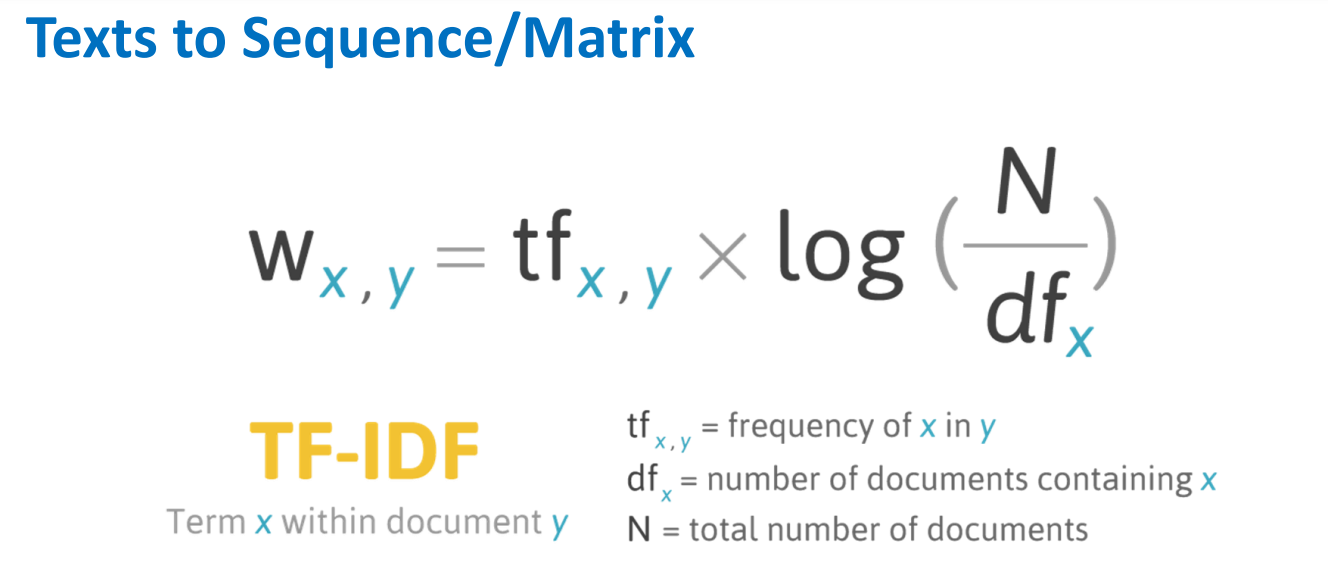 Texts to Sequence/Matrix
w x , y = tf x , y × log ( N / df x )
TF-IDF
Term x within document y
tf x , y = frequency of x in y
df x = number of documents containing x
N = total number of documents